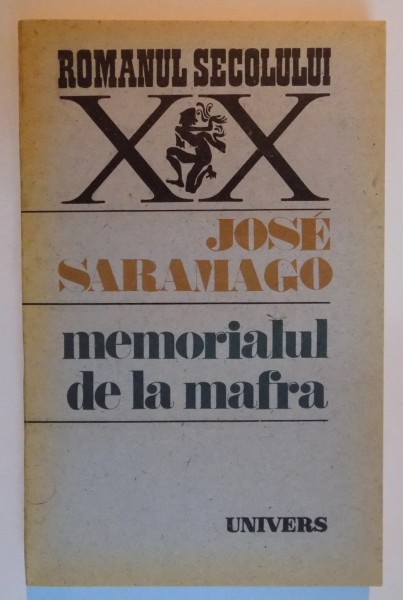 ROMANUL SECOLULUI
XX
JOSÉ
SARAMAGO
memorialul
de la mafra
UNIVERS